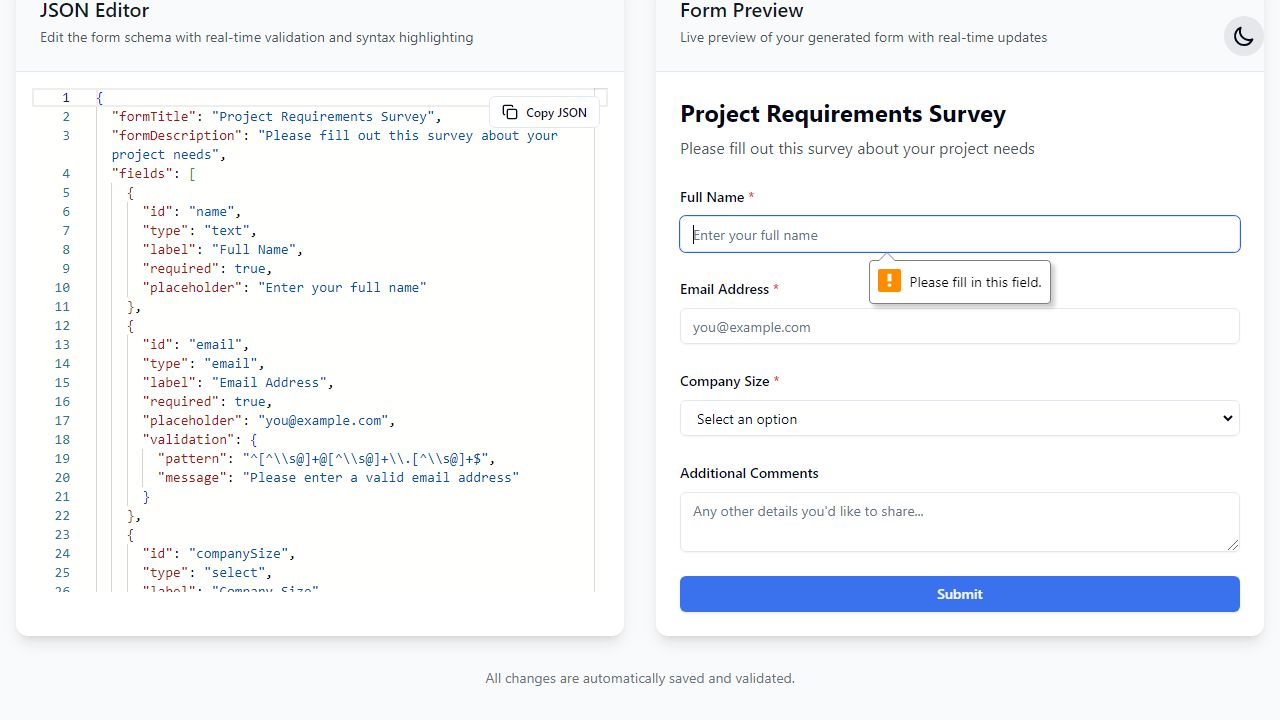 JSON Editor
Edit the form schema with real-time validation and syntax highlighting
Copy JSON
1 {
2 "formTitle": "Project Requirements Survey",
3 "formDescription": "Please fill out this survey about your
project needs",
4 "fields": [
5 {
6 "id": "name",
7 "type": "text",
8 "label": "Full Name",
9 "required": true,
10 "placeholder": "Enter your full name"
11 },
12 {
13 "id": "email",
14 "type": "email",
15 "label": "Email Address",
16 "required": true,
17 "placeholder": "you@example.com",
18 "validation": {
19 "pattern": "^[^\\s@]+@[^\\s@]+\\.[^\\s@]+$",
20 "message": "Please enter a valid email address"
21 }
22 },
23 {
24 "id": "companySize",
25 "type": "select",
26 "label": "Company Size"
Form Preview
Live preview of your generated form with real-time updates
Project Requirements Survey
Please fill out this survey about your project needs
Full Name *
Enter your full name
Please fill in this field.
Email Address *
you@example.com
Company Size *
Select an option
Additional Comments
Any other details you'd like to share...
Submit
All changes are automatically saved and validated.